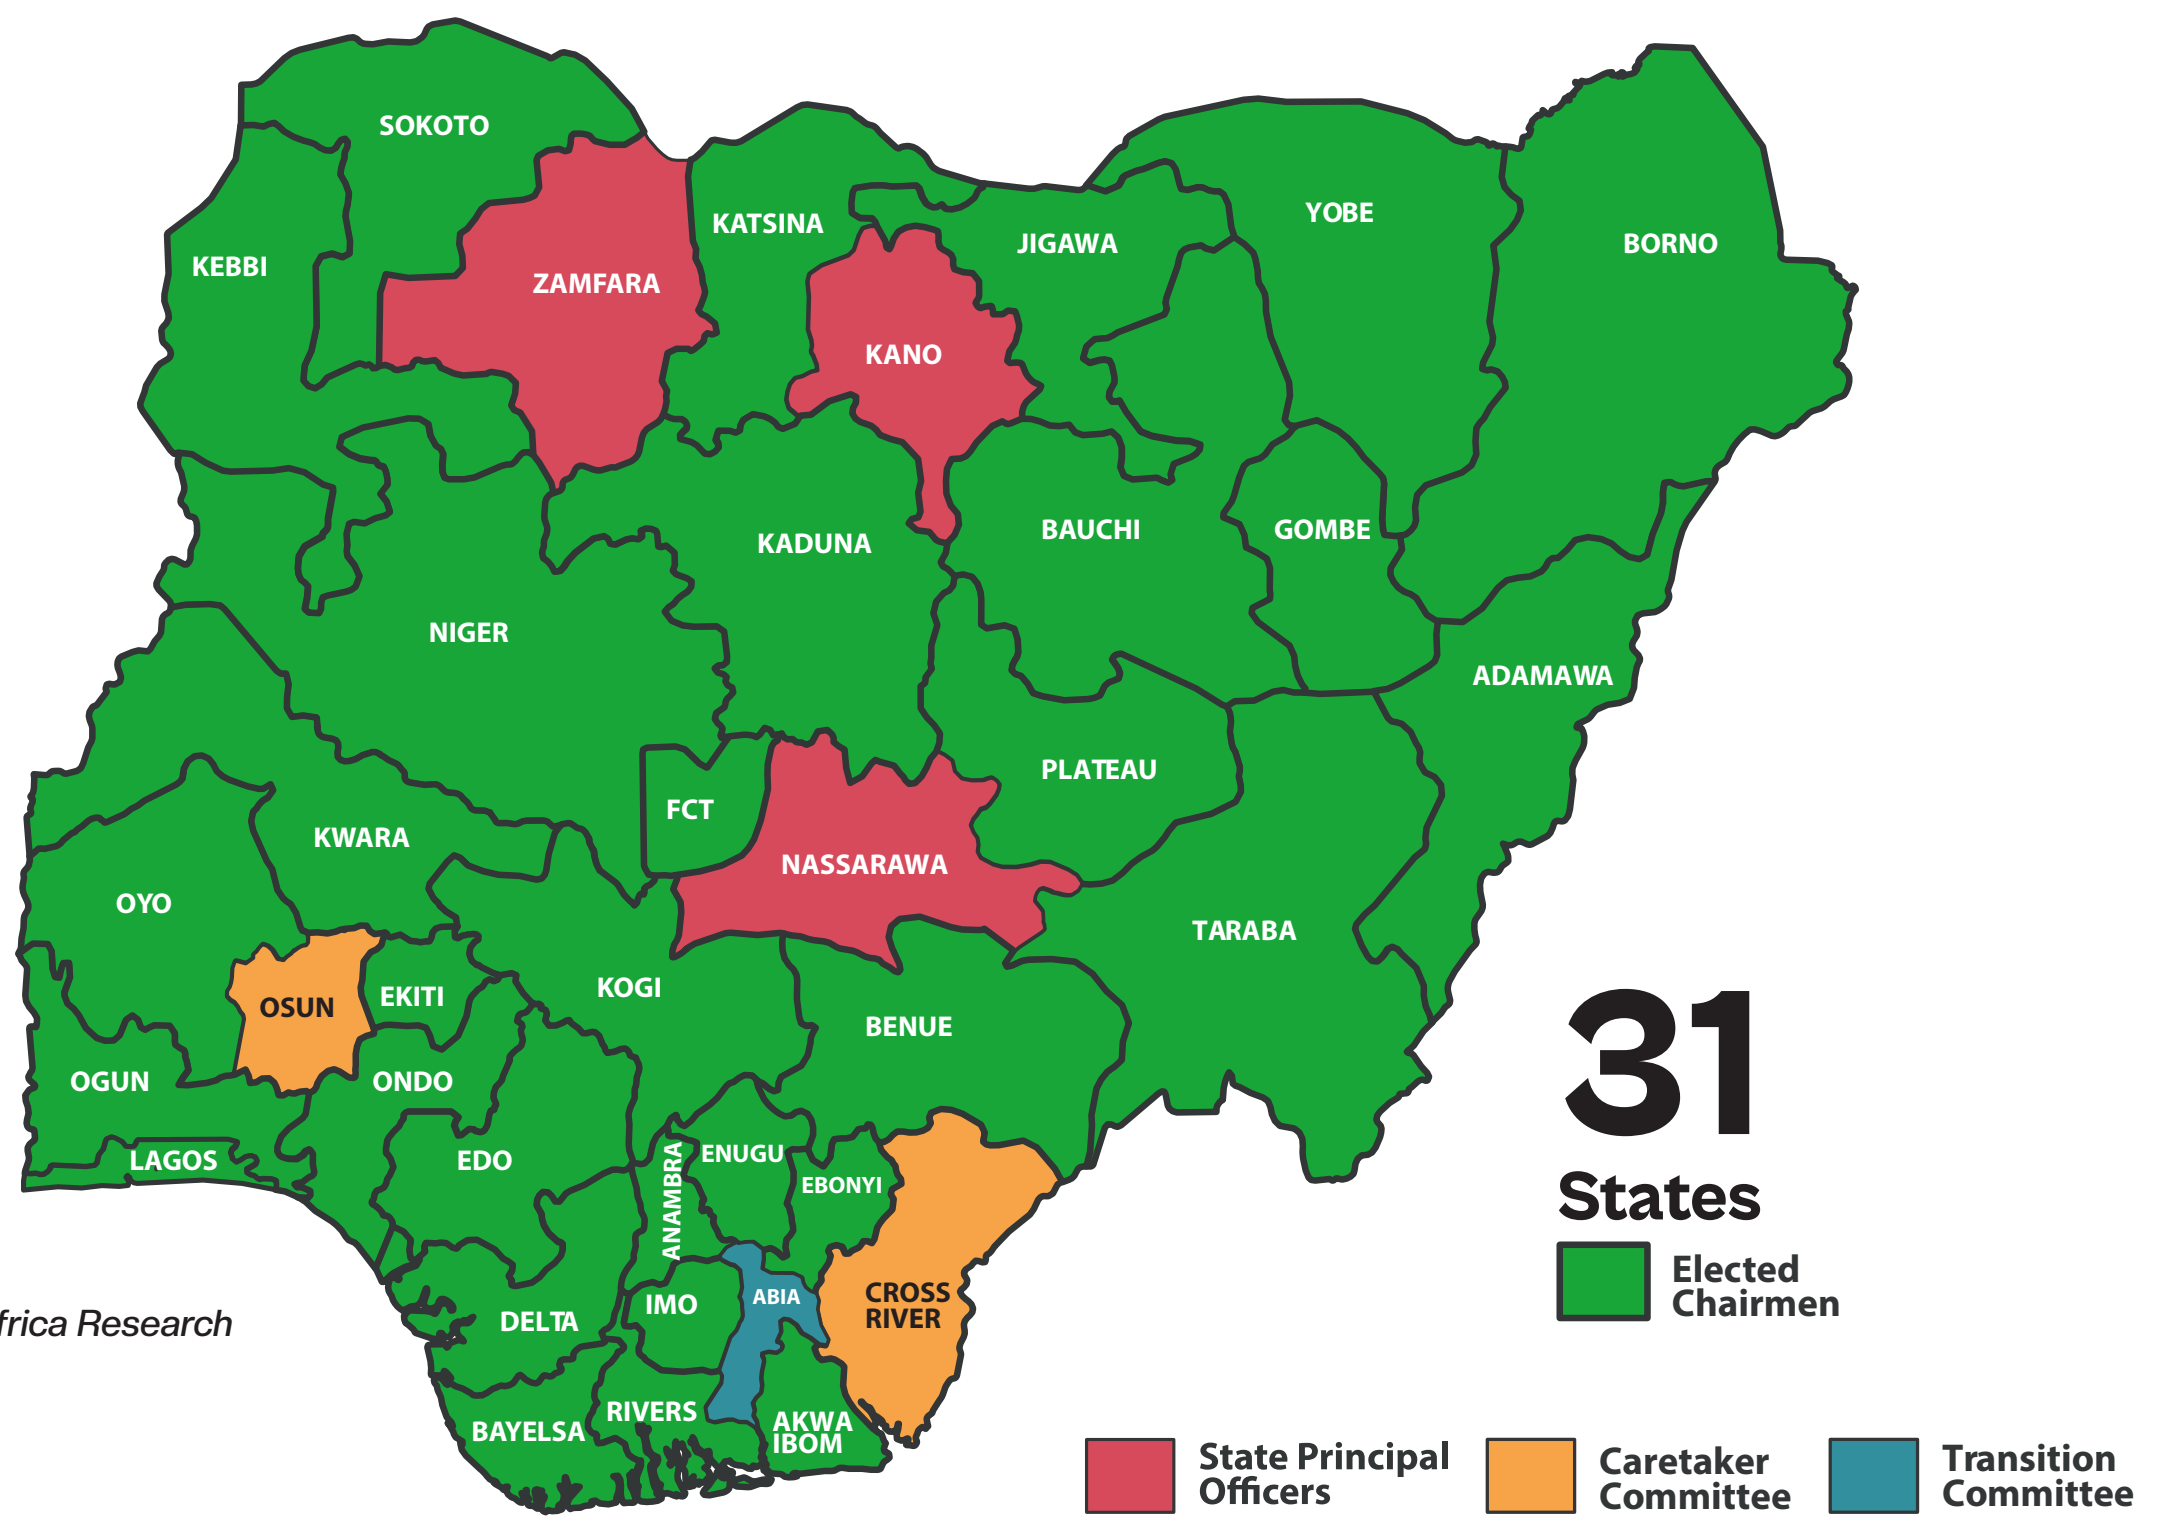 SOKOTO
KEBBI
ZAMFARA
KATSINA
KANO
JIGAWA
YOBE
BORNO
NIGER
KADUNA
BAUCHI
GOMBE
ADAMAWA
FCT
NASSARAWA
PLATEAU
KWARA
OYO
TARABA
OSUN
EKITI
KOGI
BENUE
OGUN
ONDO
LAGOS
EDO
ANAMBRA
ENUGU
EBONYI
DELTA
IMO
ABIA
CROSS
RIVER
BAYELSA
RIVERS
AKWA
IBOM
frica Research
31
States
Elected
Chairmen
State Principal
Officers
Caretaker
Committee
Transition
Committee